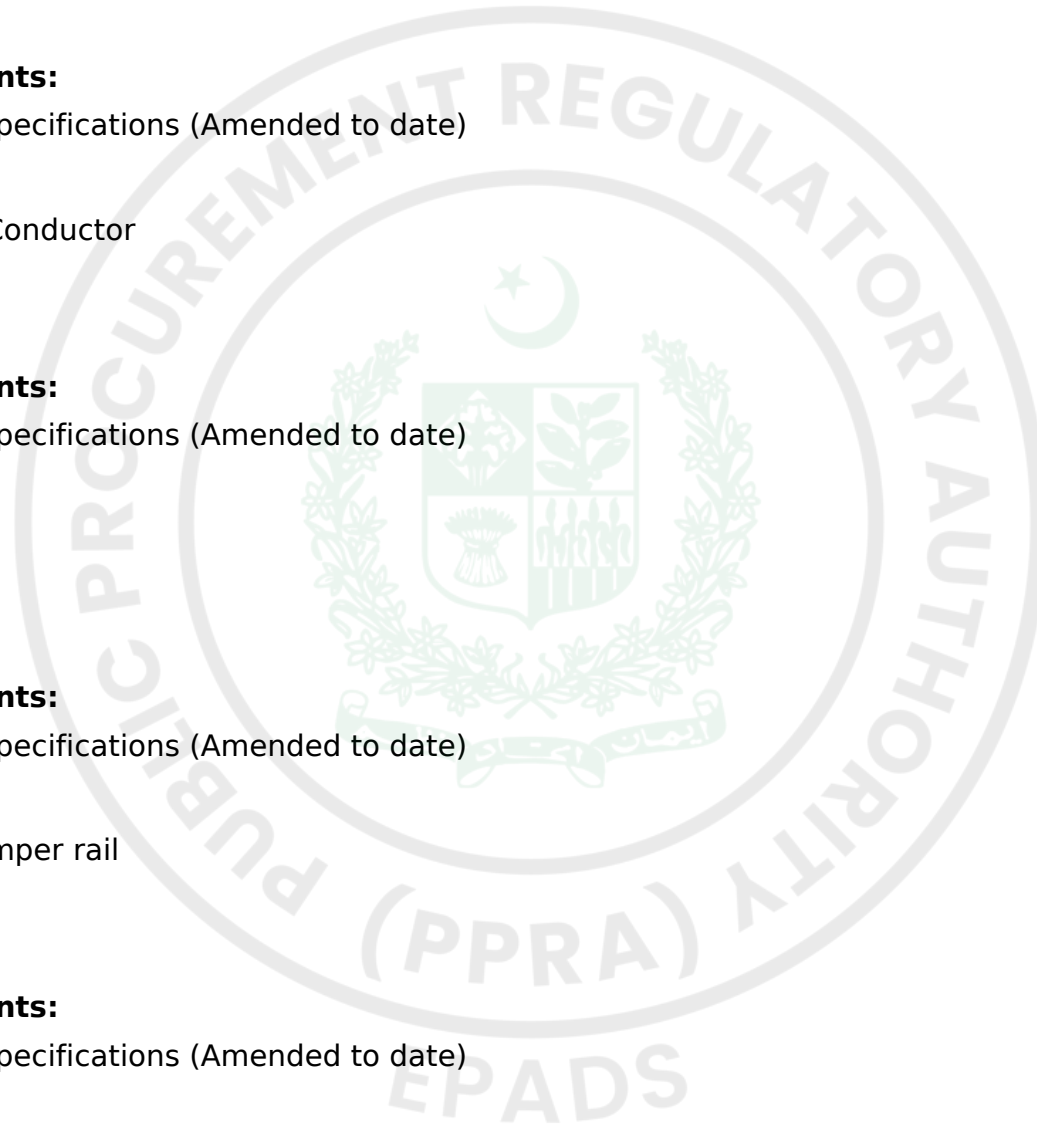 nts:
pecifications (Amended to date)
Conductor
nts:
pecifications (Amended to date)
nts:
pecifications (Amended to date)
mper rail
nts:
pecifications (Amended to date)
PUBLIC PROCUREMENT REGULATORY AUTHORITY
(PPRA)
EPADS